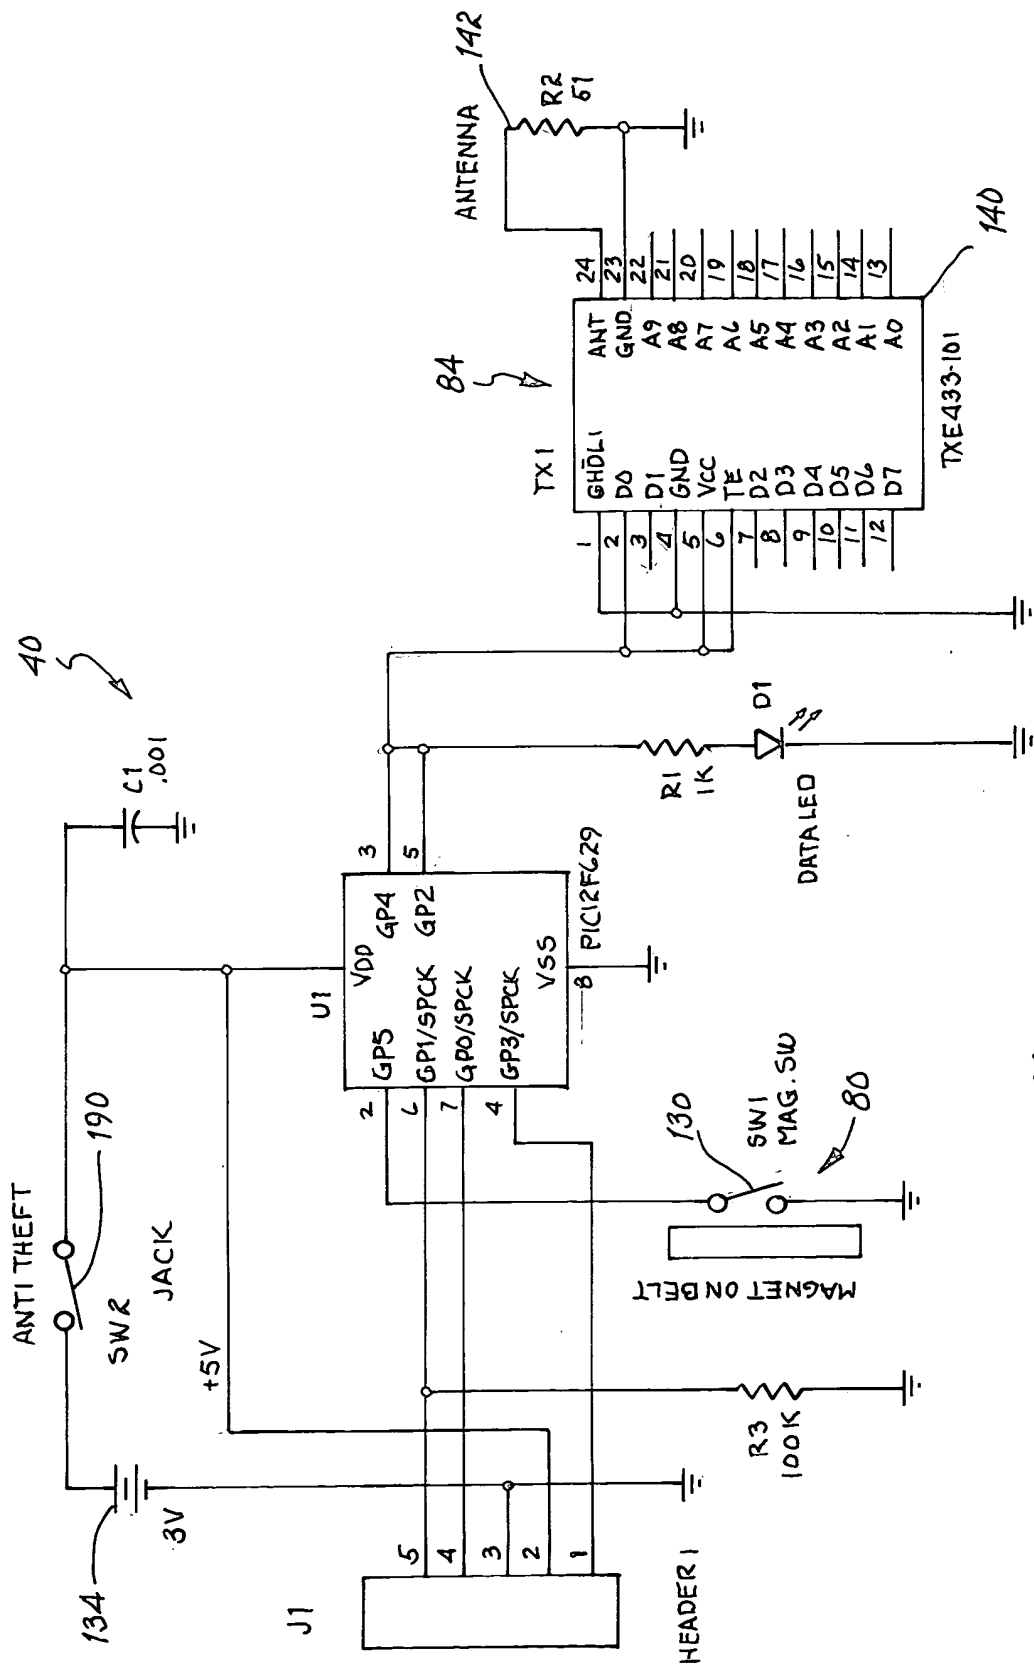 40
ANTI THEFT
190
SW2
JACK
134
3V
+5V
C1
.001
J1
HEADER 1
5
4
3
2
1
U1
VDD
GP5
GP1/SPCK
GP0/SPCK
GP3/SPCK
GP4
GP2
VSS
2
6
7
4
3
5
8
PIC12F629
R3
100K
MAGNET ON BELT
130
SW1
MAG. SW
80
R1
1K
D1
DATA LED
84
TX1
1
2
3
4
5
6
7
8
9
10
11
12
GHDL1
D0
D1
GND
VCC
TE
D2
D3
D4
D5
D6
D7
ANT
GND
A9
A8
A7
A6
A5
A4
A3
A2
A1
A0
24
23
22
21
20
19
18
17
16
15
14
13
TXE433-101
140
ANTENNA
142
R2
51